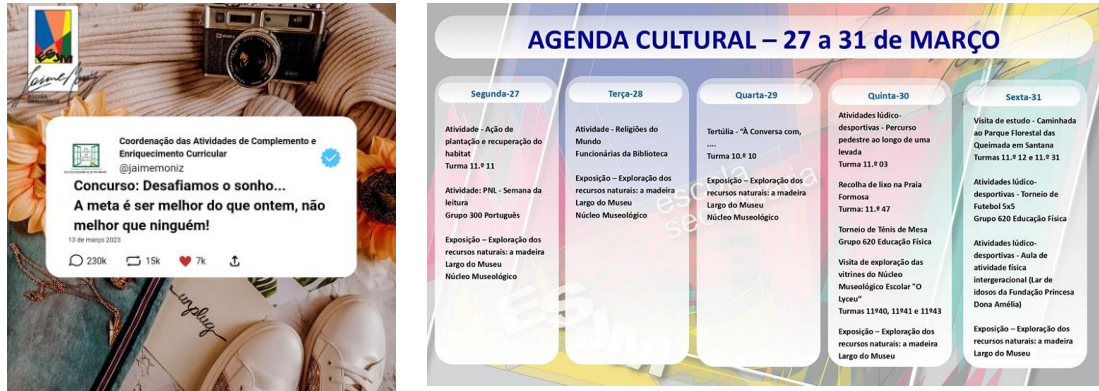 ESJM
Jaime Moniz
Coordenação das Atividades de Complemento e
Enriquecimento Curricular
@jaimemoniz
Concurso: Desafiamos o sonho...
A meta é ser melhor do que ontem, não
melhor que ninguém!
13 de março 2023
230k
15k
7k
unplug
AGENDA CULTURAL – 27 a 31 de MARÇO
Segunda-27
Atividade - Ação de
plantação e recuperação do
habitat
Turma 11.º 11
Atividade: PNL - Semana da
leitura
Grupo 300 Português
Exposição – Exploração dos
recursos naturais: a madeira
Largo do Museu
Núcleo Museológico
Terça-28
Atividade - Religiões do
Mundo
Funcionárias da Biblioteca
Exposição – Exploração dos
recursos naturais: a madeira
Largo do Museu
Núcleo Museológico
Quarta-29
Tertúlia - "À Conversa com,
....
Turma 10.º 10
Exposição – Exploração dos
recursos naturais: a madeira
Largo do Museu
Núcleo Museológico
Quinta-30
Atividades lúdico-
desportivas - Percurso
pedestre ao longo de uma
levada
Turma 11.º 03
Recolha de lixo na Praia
Formosa
Turma: 11.º 47
Torneio de Ténis de Mesa
Grupo 620 Educação Física
Visita de exploração das
vitrines do Núcleo
Museológico Escolar "O
Lyceu"
Turmas 11º40, 11º41 e 11º43
Exposição – Exploração dos
recursos naturais: a madeira
Largo do Museu
Sexta-31
Visita de estudo - Caminhada
ao Parque Florestal das
Queimada em Santana
Turmas 11.º 12 e 11.º 31
Atividades lúdico-
desportivas - Torneio de
Futebol 5x5
Grupo 620 Educação Física
Atividades lúdico-
desportivas - Aula de
atividade física
intergeracional (Lar de
idosos da Fundação Princesa
Dona Amélia)
Exposição – Exploração dos
recursos naturais: a madeira
Largo do Museu
escola
secundária
ESJM